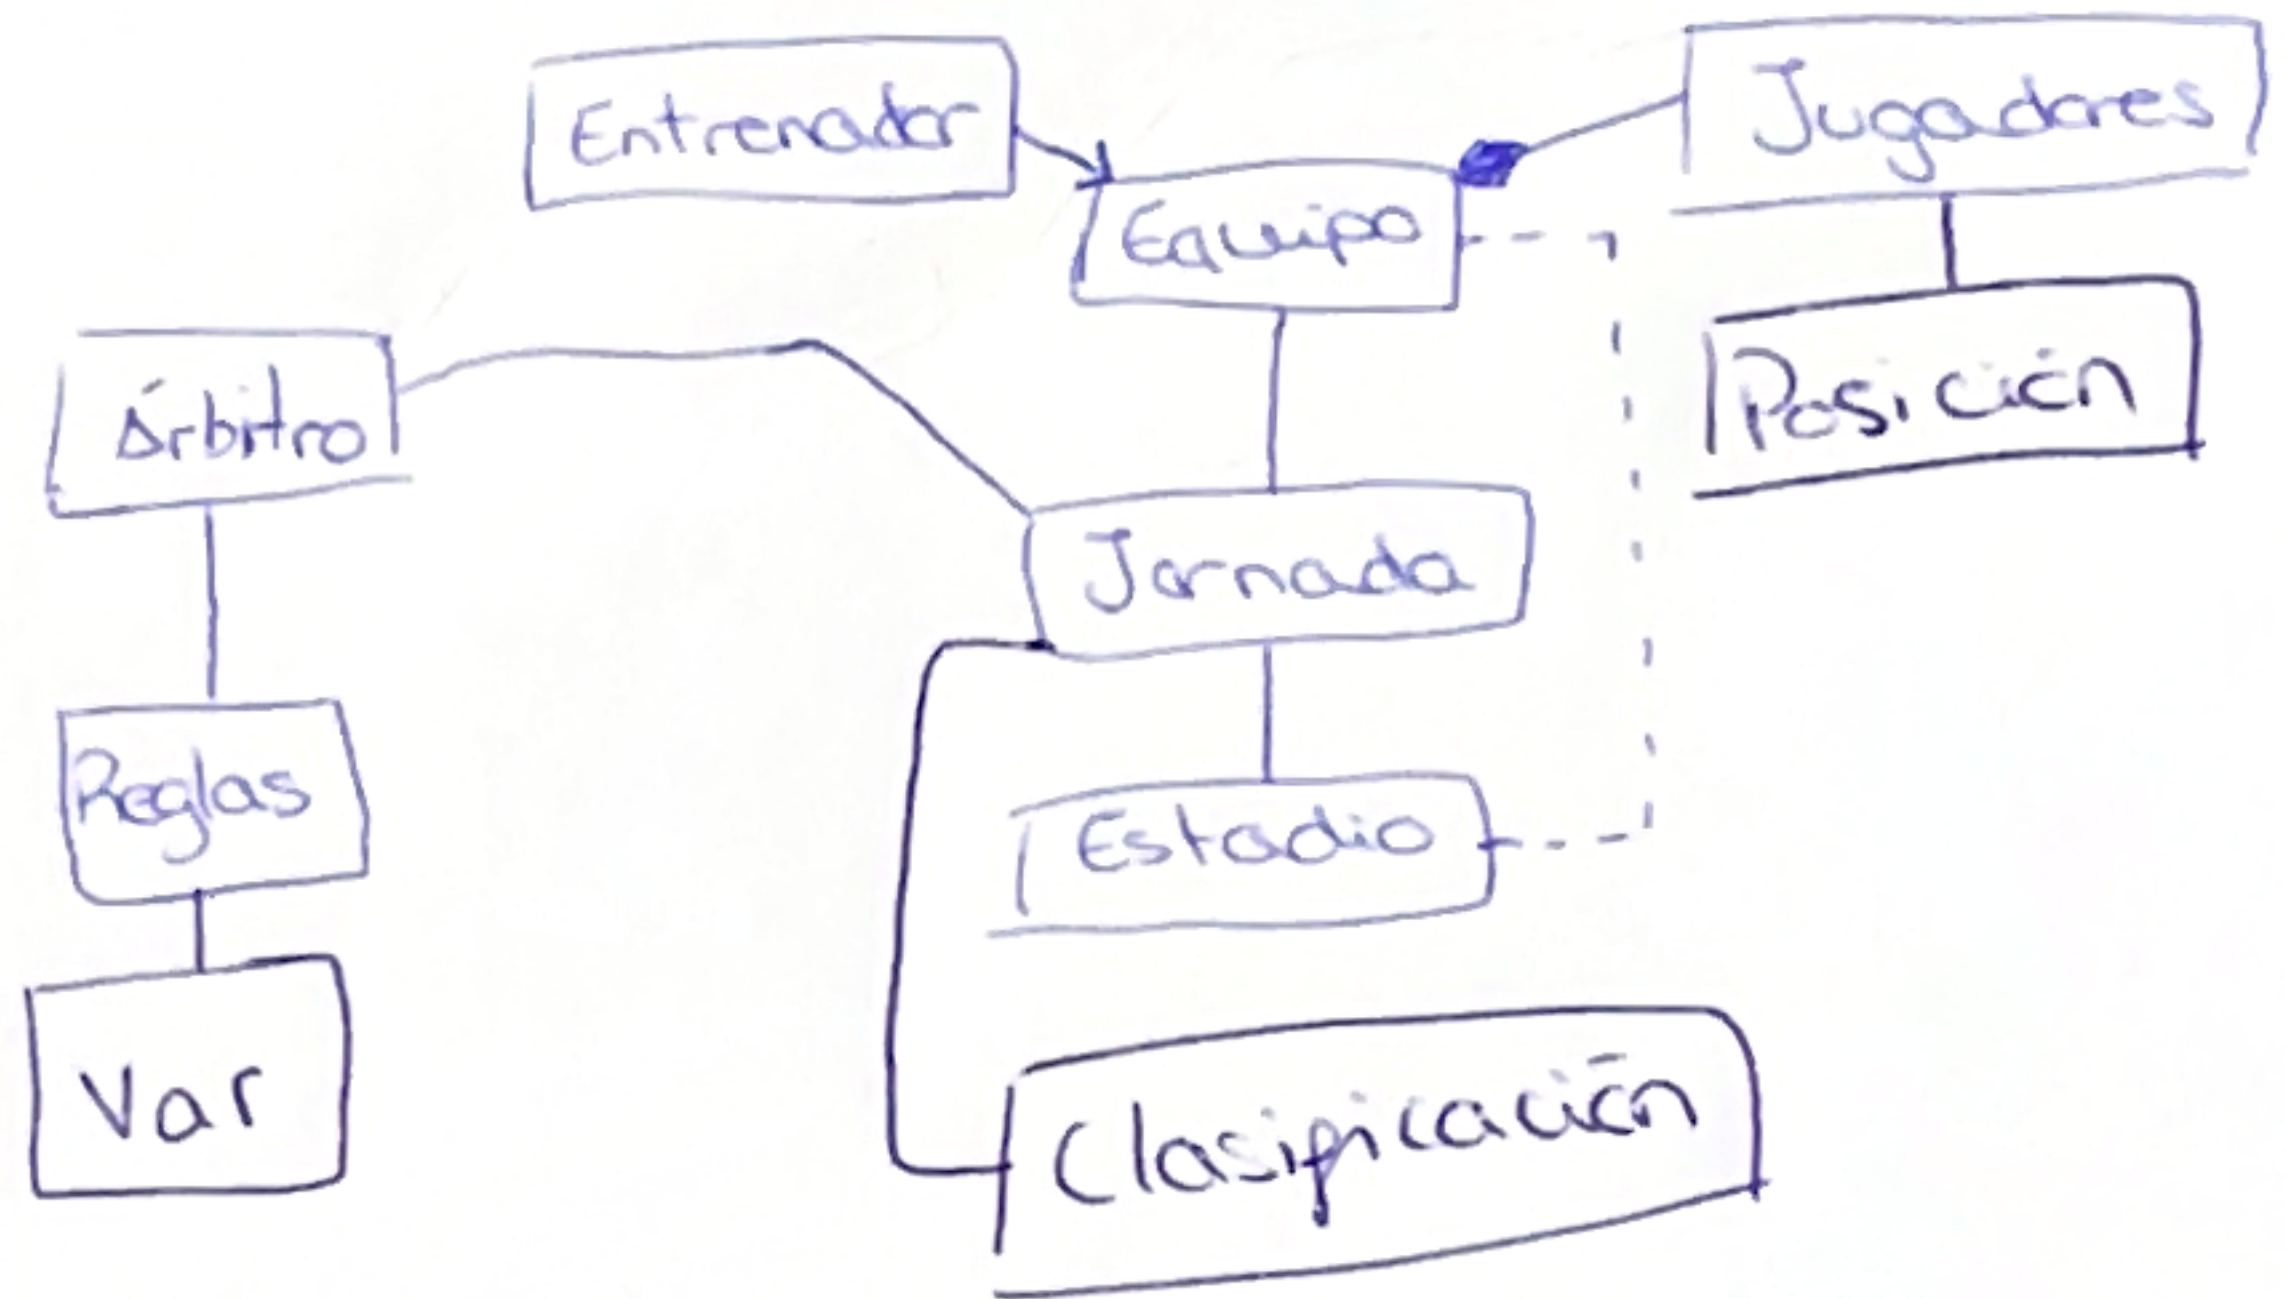 Entrenador
Jugadores
Equipo
Posición
Árbitro
Jornada
Reglas
Estadio
Var
Clasificación